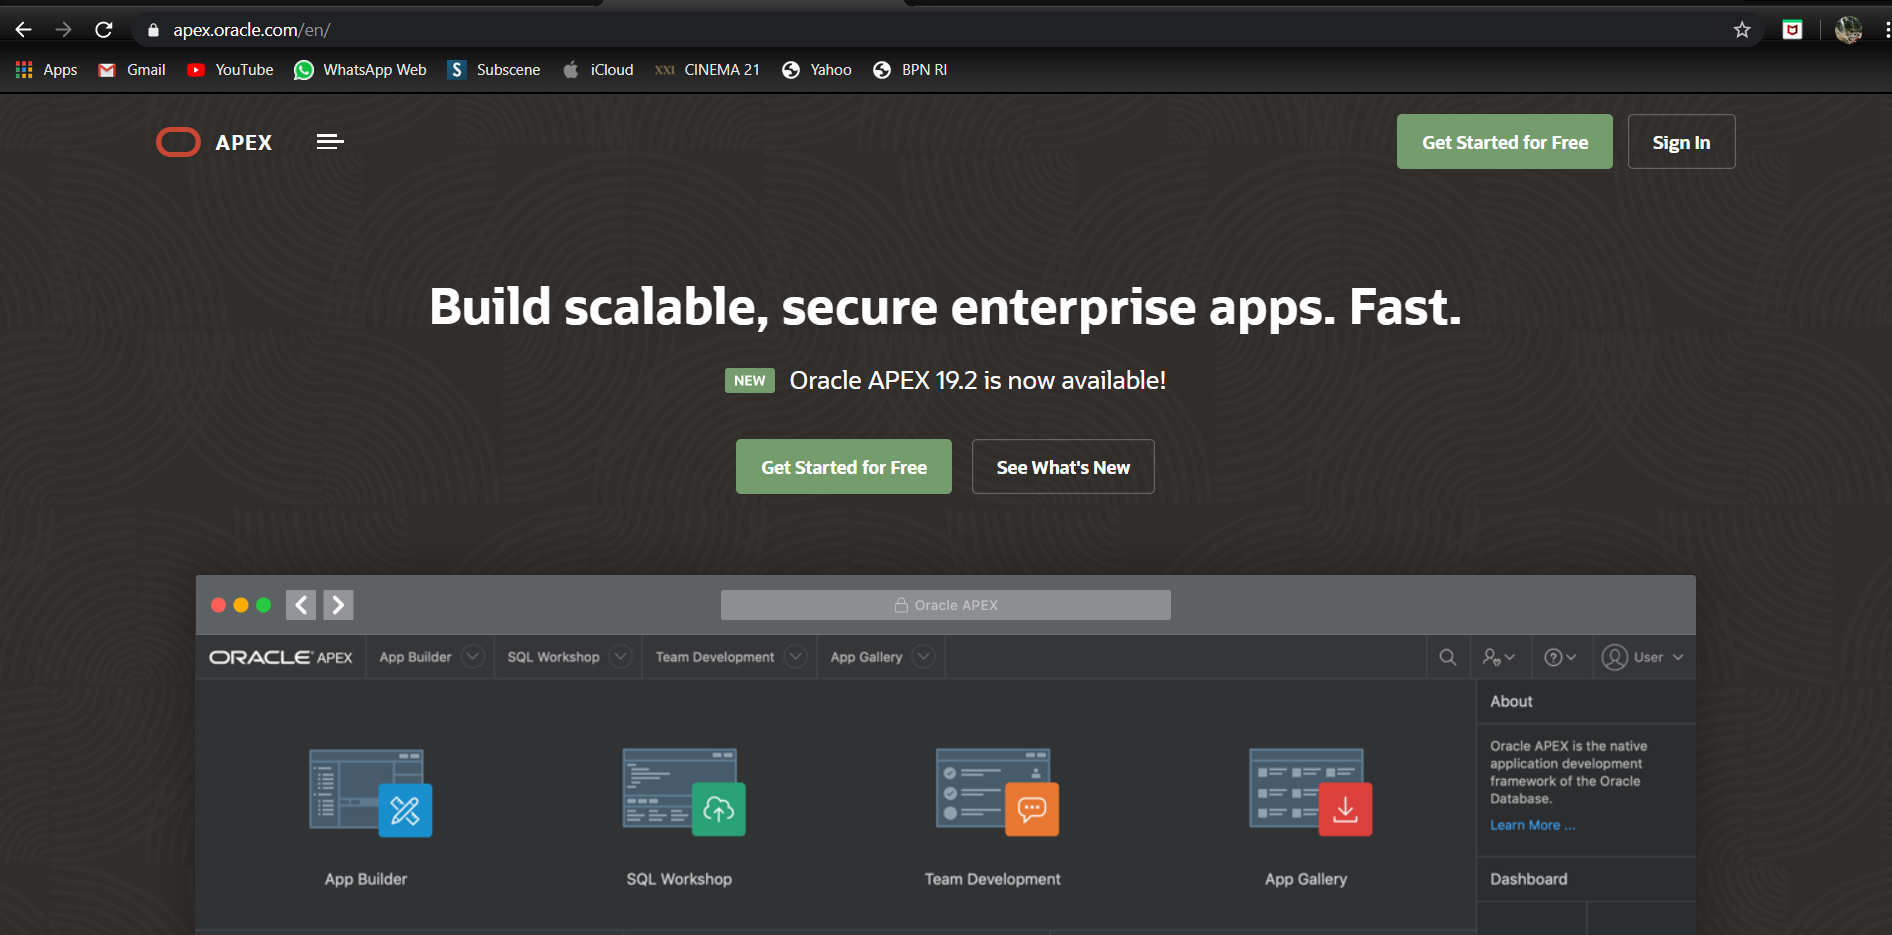 apex.oracle.com/en/
Apps Gmail YouTube WhatsApp Web S Subscene iCloud XXI CINEMA 21 Yahoo BPN RI
APEX Get Started for Free Sign In
Build scalable, secure enterprise apps. Fast.
NEW Oracle APEX 19.2 is now available!
Get Started for Free See What's New
Oracle APEX
ORACLE APEX App Builder SQL Workshop Team Development App Gallery User
About
Oracle APEX is the native
application development
framework of the Oracle
Database.
Learn More ...
App Builder SQL Workshop Team Development App Gallery
Dashboard